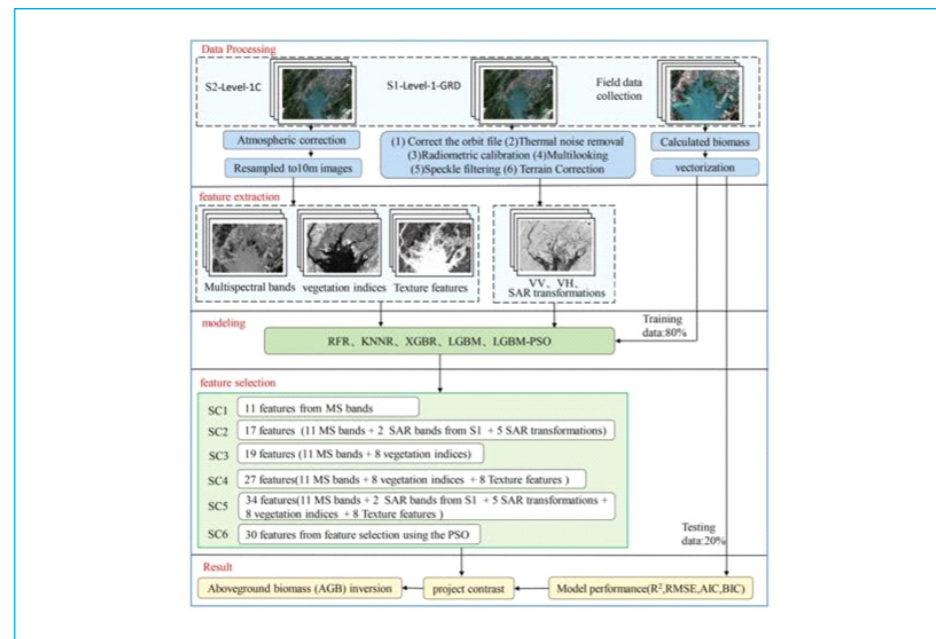 Data Processing
S2-Level-1C
S1-Level-1-GRD
Field data
collection
Atmospheric correction
Resampled to10m images
(1) Correct the orbit file (2)Thermal noise removal
(3)Radiometric calibration (4)Multilooking
(5)Speckle filtering (6) Terrain Correction
Calculated biomass
vectorization
feature extraction
Multispectral bands
vegetation indices
Texture features
VV、VH、
SAR transformations
modeling
RFR、KNNR、XGBR、LGBM、LGBM-PSO
Training
data:80%
feature selection
SC1 11 features from MS bands
SC2 17 features (11 MS bands + 2 SAR bands from S1 + 5 SAR transformations)
SC3 19 features (11 MS bands + 8 vegetation indices)
SC4 27 features(11 MS bands + 8 vegetation indices + 8 Texture features )
SC5 34 features(11 MS bands + 2 SAR bands from S1 + 5 SAR transformations +
8 vegetation indices + 8 Texture features )
SC6 30 features from feature selection using the PSO
Testing
data:20%
Result
Aboveground biomass (AGB) inversion
project contrast
Model performance(R²,RMSE,AIC,BIC)